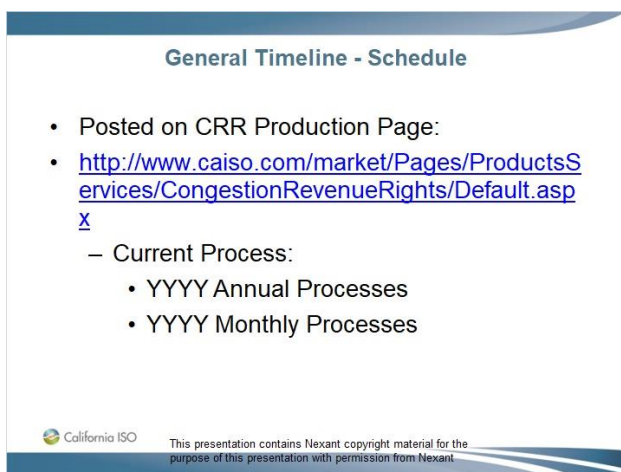 General Timeline - Schedule
• Posted on CRR Production Page:
• http://www.caiso.com/market/Pages/ProductsS
ervices/CongestionRevenueRights/Default.asp
x
– Current Process:
• YYYY Annual Processes
• YYYY Monthly Processes
California ISO
This presentation contains Nexant copyright material for the
purpose of this presentation with permission from Nexant